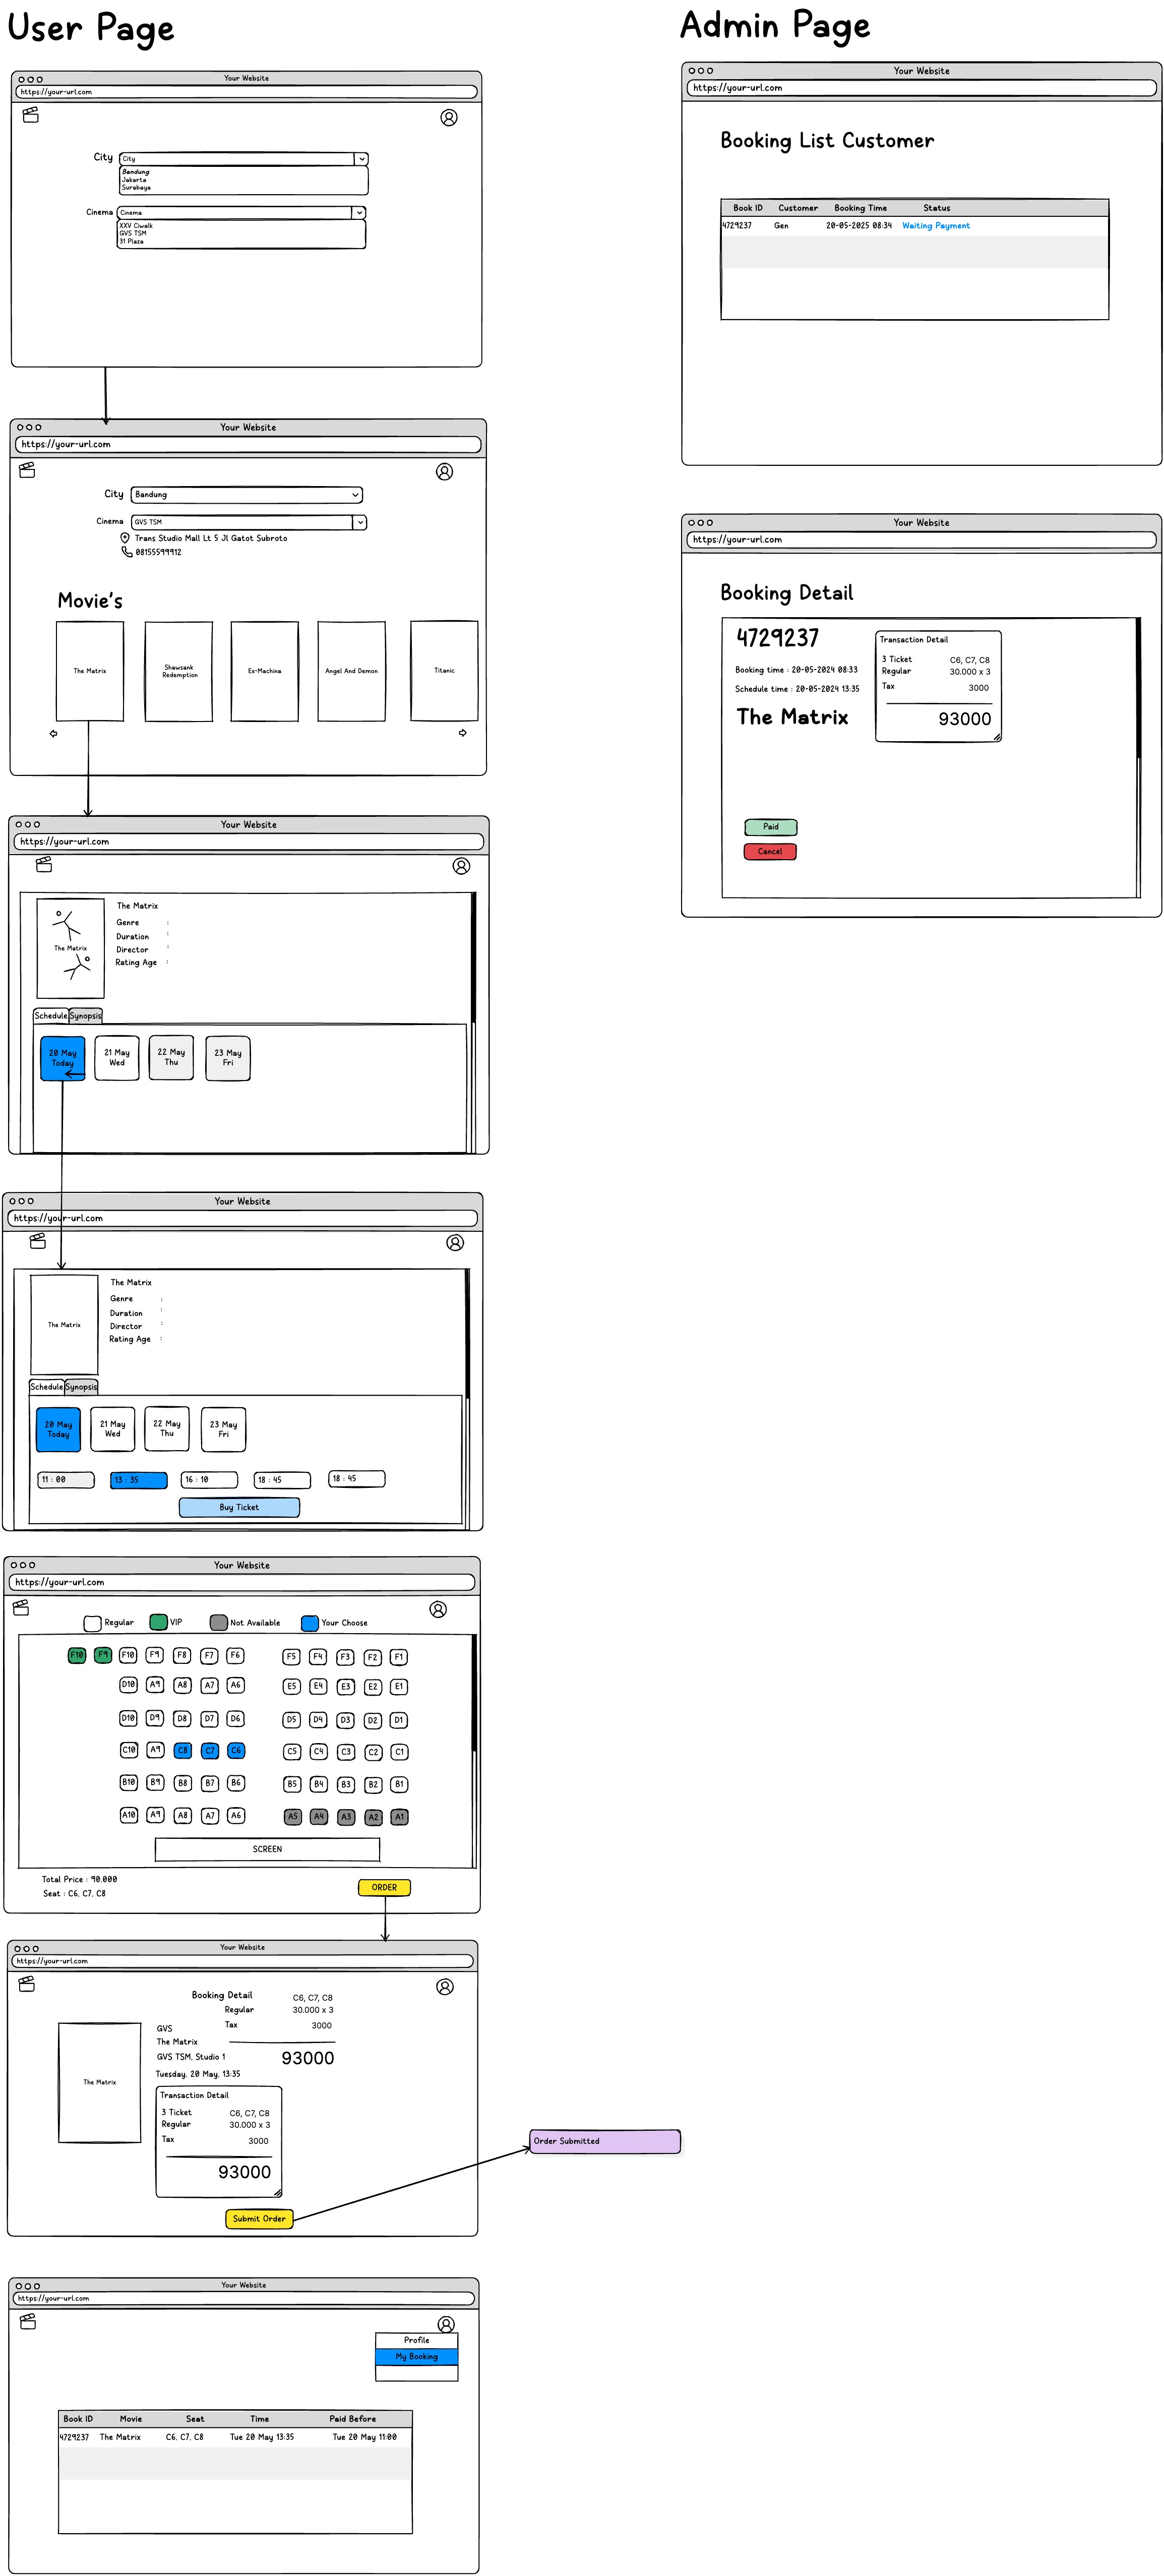 User Page
Your Website
https://your-url.com
City
City
Bandung
Jakarta
Surabaya
Cinema
Cinema
XXV Ciwalk
GVS TSM
31 Plaza
Your Website
https://your-url.com
City
Bandung
Cinema
GVS TSM
Trans Studio Mall Lt 5 Jl Gatot Subroto
08155599912
Movie's
The Matrix
Shawsank
Redemption
Ex-Machina
Angel And Demon
Titanic
Your Website
https://your-url.com
The Matrix
The Matrix
Genre :
Duration :
Director :
Rating Age :
Schedule Synopsis
20 May
Today
21 May
Wed
22 May
Thu
23 May
Fri
Your Website
https://your-url.com
The Matrix
The Matrix
Genre :
Duration :
Director :
Rating Age :
Schedule Synopsis
20 May
Today
21 May
Wed
22 May
Thu
23 May
Fri
11 : 00 13 : 35 16 : 10 18 : 45 18 : 45
Buy Ticket
Your Website
https://your-url.com
Regular VIP Not Available Your Choose
F10 F9 F10 F9 F8 F7 F6 F5 F4 F3 F2 F1
D10 A9 A8 A7 A6 E5 E4 E3 E2 E1
D10 D9 D8 D7 D6 D5 D4 D3 D2 D1
C10 A9 C8 C7 C6 C5 C4 C3 C2 C1
B10 B9 B8 B7 B6 B5 B4 B3 B2 B1
A10 A9 A8 A7 A6 A5 A4 A3 A2 A1
SCREEN
Total Price : 90.000
Seat : C6, C7, C8
ORDER
Your Website
https://your-url.com
Booking Detail C6, C7, C8
Regular 30.000 x 3
Tax 3000
93000
The Matrix
GVS
The Matrix
GVS TSM, Studio 1
Tuesday, 20 May, 13:35
Transaction Detail
3 Ticket C6, C7, C8
Regular 30.000 x 3
Tax 3000
93000
Submit Order
Order Submitted
Your Website
https://your-url.com
Profile
My Booking
Book ID Movie Seat Time Paid Before
4729237 The Matrix C6, C7, C8 Tue 20 May 13:35 Tue 20 May 11:00
Admin Page
Your Website
https://your-url.com
Booking List Customer
Book ID Customer Booking Time Status
4729237 Gen 20-05-2025 08:34 Waiting Payment
Your Website
https://your-url.com
Booking Detail
4729237
Booking time : 20-05-2024 08:33
Schedule time : 20-05-2024 13:35
The Matrix
Transaction Detail
3 Ticket C6, C7, C8
Regular 30.000 x 3
Tax 3000
93000
Paid
Cancel